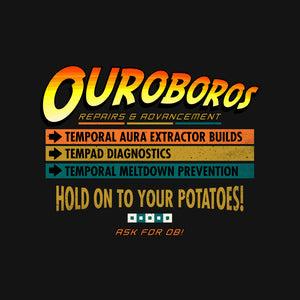 OUROBOROS
REPAIRS & ADVANCEMENT
TEMPORAL AURA EXTRACTOR BUILDS
TEMPAD DIAGNOSTICS
TEMPORAL MELTDOWN PREVENTION
HOLD ON TO YOUR POTATOES!
ASK FOR OB!